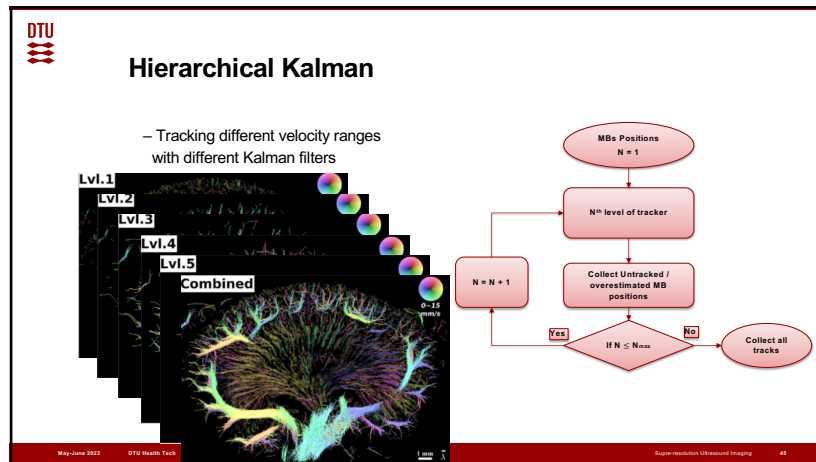 DTU
Hierarchical Kalman
– Tracking different velocity ranges
with different Kalman filters
Lvl.1
Lvl.2
Lvl.3
Lvl.4
Lvl.5
Combined
0~15
mm/s
1 mm
λ
MBs Positions
N = 1
Nth level of tracker
Collect Untracked /
overestimated MB
positions
N = N + 1
Yes
If N ≤ Nmax
No
Collect all
tracks
May-June 2023 DTU Health Tech Supre-resolution Ultrasound Imaging 45